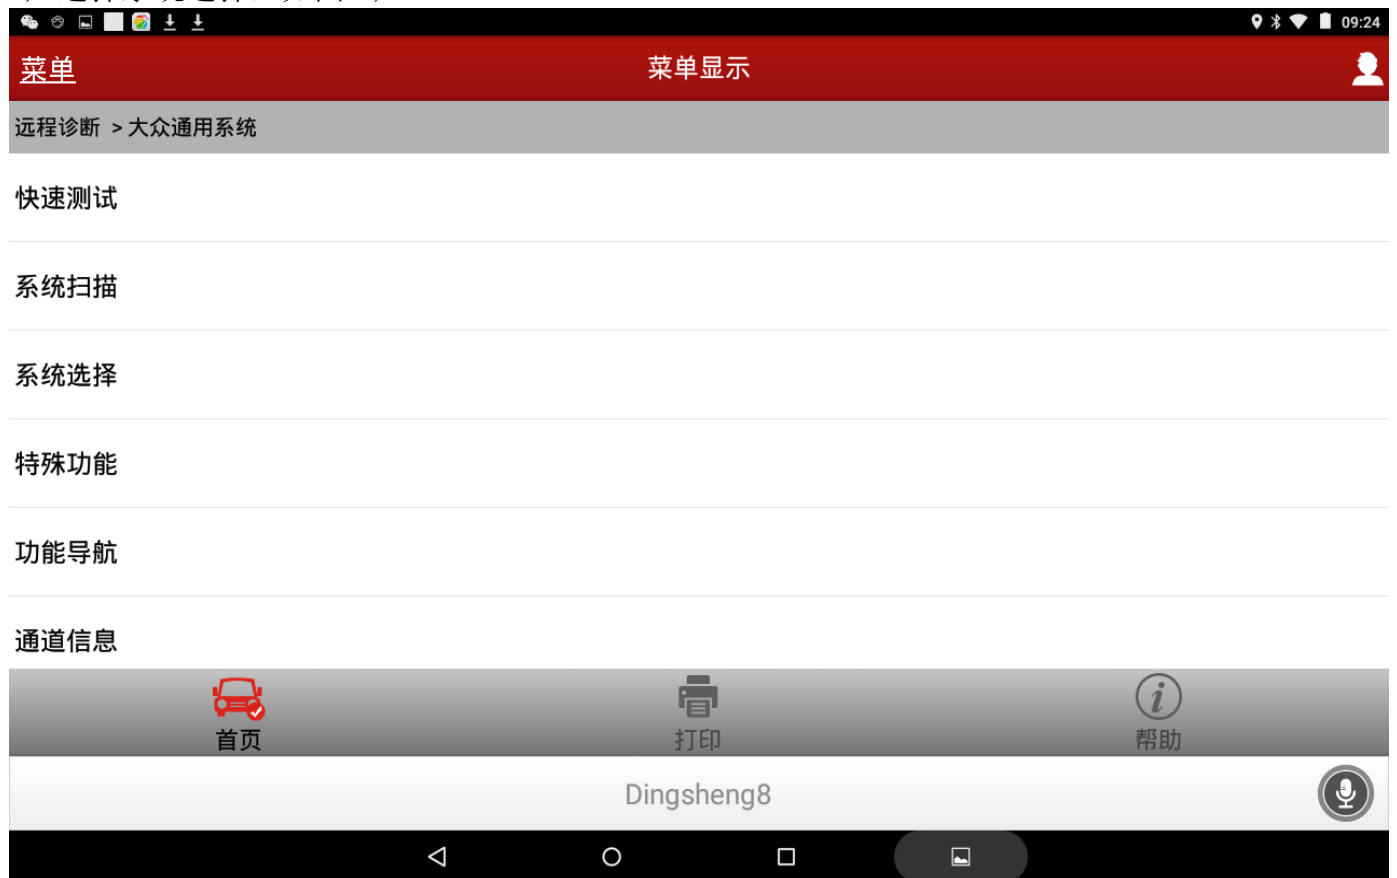 09:24
菜单
菜单显示
远程诊断 >大众通用系统
快速测试
系统扫描
系统选择
特殊功能
功能导航
通道信息
首页
打印
帮助
Dingsheng8